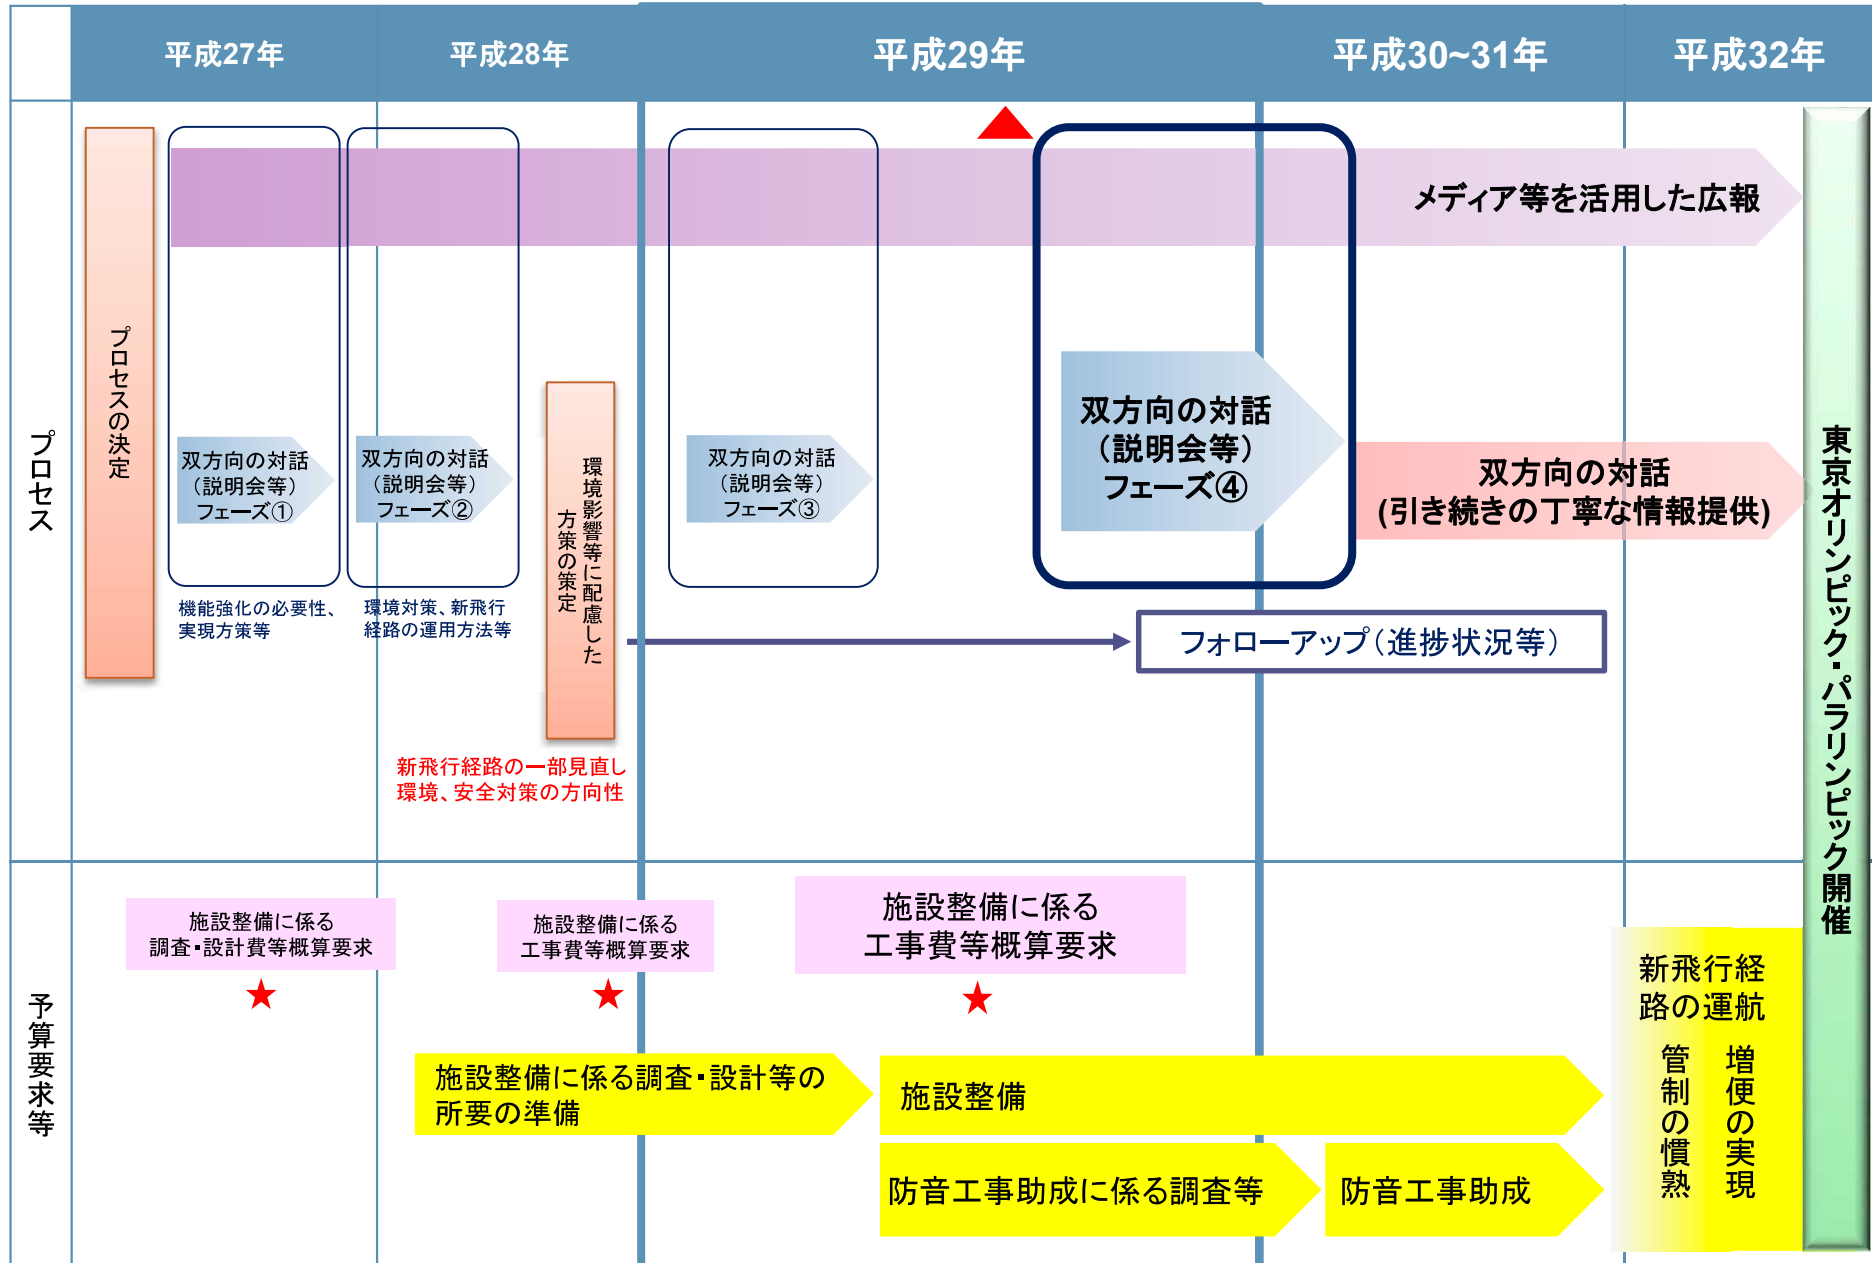 平成27年
平成28年
平成29年
平成30~31年
平成32年
プロセス
プロセスの決定
メディア等を活用した広報
双方向の対話
（説明会等）
フェーズ①
機能強化の必要性、
実現方策等
双方向の対話
（説明会等）
フェーズ②
環境対策、新飛行
経路の運用方法等
環境影響等に配慮した
方策の策定
新飛行経路の一部見直し
環境、安全対策の方向性
双方向の対話
（説明会等）
フェーズ③
双方向の対話
（説明会等）
フェーズ④
双方向の対話
(引き続きの丁寧な情報提供)
フォローアップ（進捗状況等）
東京オリンピック・パラリンピック開催
予算要求等
施設整備に係る
調査・設計費等概算要求
★
施設整備に係る
工事費等概算要求
★
施設整備に係る
工事費等概算要求
★
施設整備に係る調査・設計等の
所要の準備
施設整備
防音工事助成に係る調査等
防音工事助成
新飛行経
路の運航
増便の実現
管制の慣熟